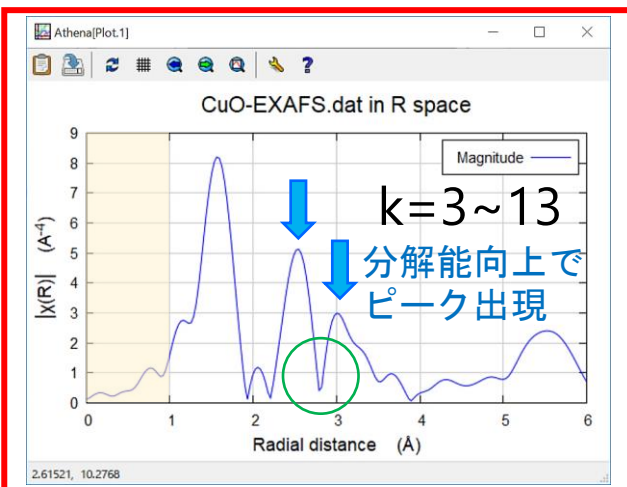 Athena[Plot.1]
CuO-EXAFS.dat in R space
Magnitude
k=3~13
分解能向上で
ピーク出現
|χ(R)| (A⁻⁴)
9
8
7
6
5
4
3
2
1
0
0 1 2 3 4 5 6
Radial distance (Å)
2.61521, 10.2768